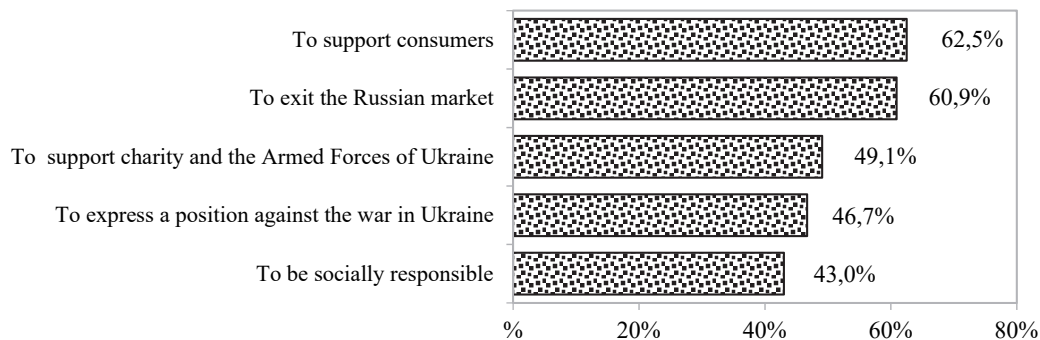 To support consumers
62,5%
To exit the Russian market
60,9%
To  support charity and the Armed Forces of Ukraine
49,1%
To express a position against the war in Ukraine
46,7%
To be socially responsible
43,0%
% 20% 40% 60% 80%